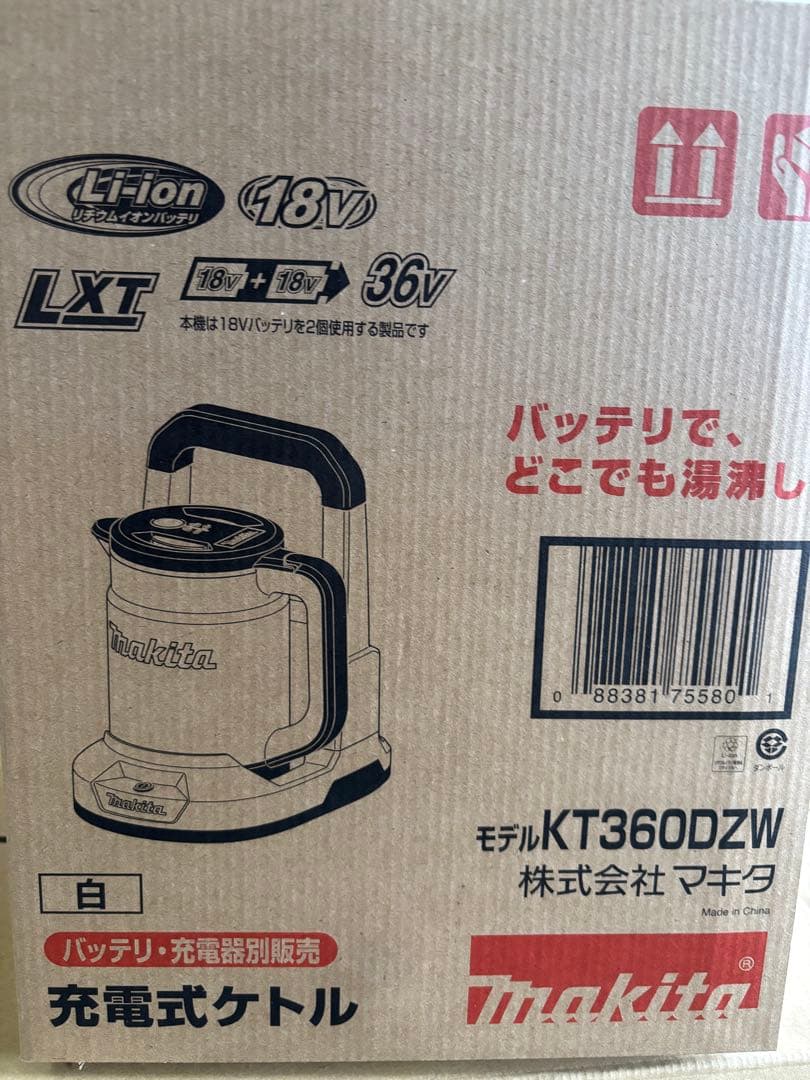 Li-ion
リチウムイオンバッテリ
18V
LXT
18V + 18V 36V
本機は18Vバッテリを2個使用する製品です
バッテリで、
どこでも湯沸し
makita
makita
0 88381 75580 1
Li-ion
ダンボール
モデルKT360DZW
株式会社 マキタ
Made in China
白
バッテリ・充電器別販売
充電式ケトル
makita®